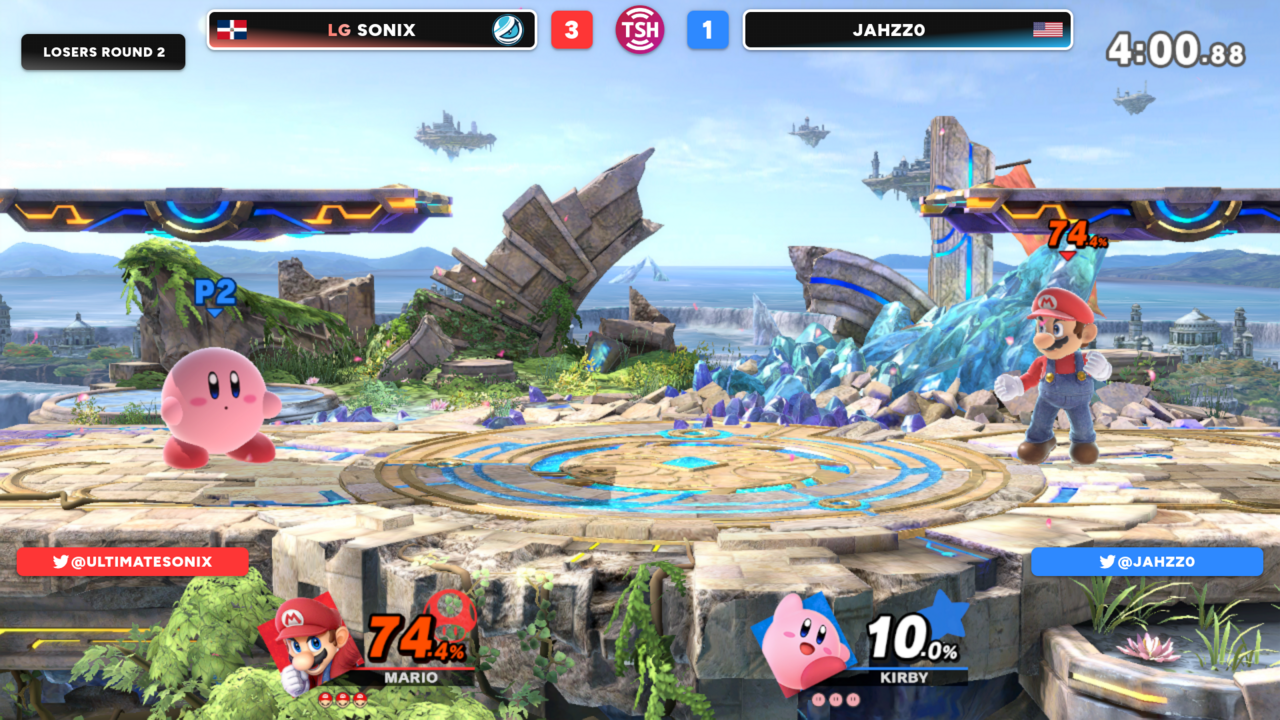 LG SONIX
3
TSH
1
JAHZZ0
LOSERS ROUND 2
4:00.88
74.4%
P2
@ULTIMATESONIX
@JAHZZ0
74.4%
MARIO
10.0%
KIRBY